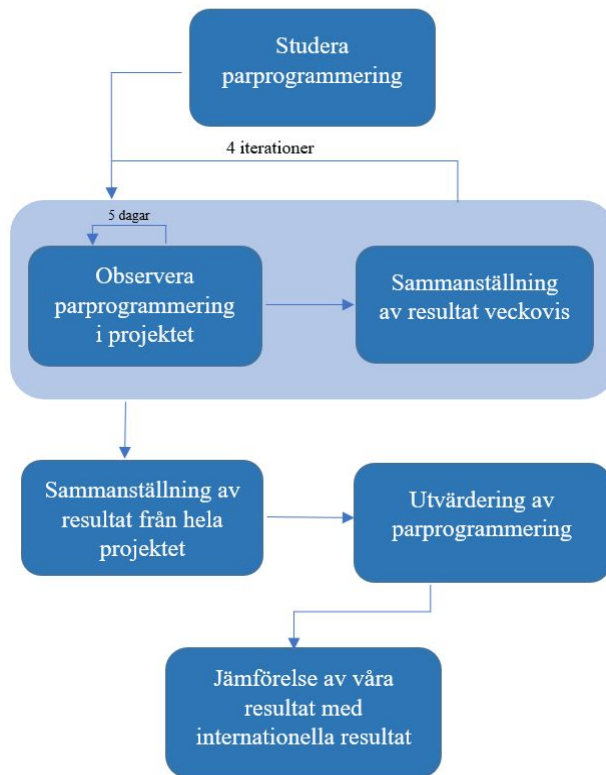 Studera
parprogrammering
4 iterationer
5 dagar
Observera
parprogrammering
i projektet
Sammanställning
av resultat veckovis
Sammanställning av
resultat från hela
projektet
Utvärdering av
parprogrammering
Jämförelse av våra
resultat med
internationella resultat